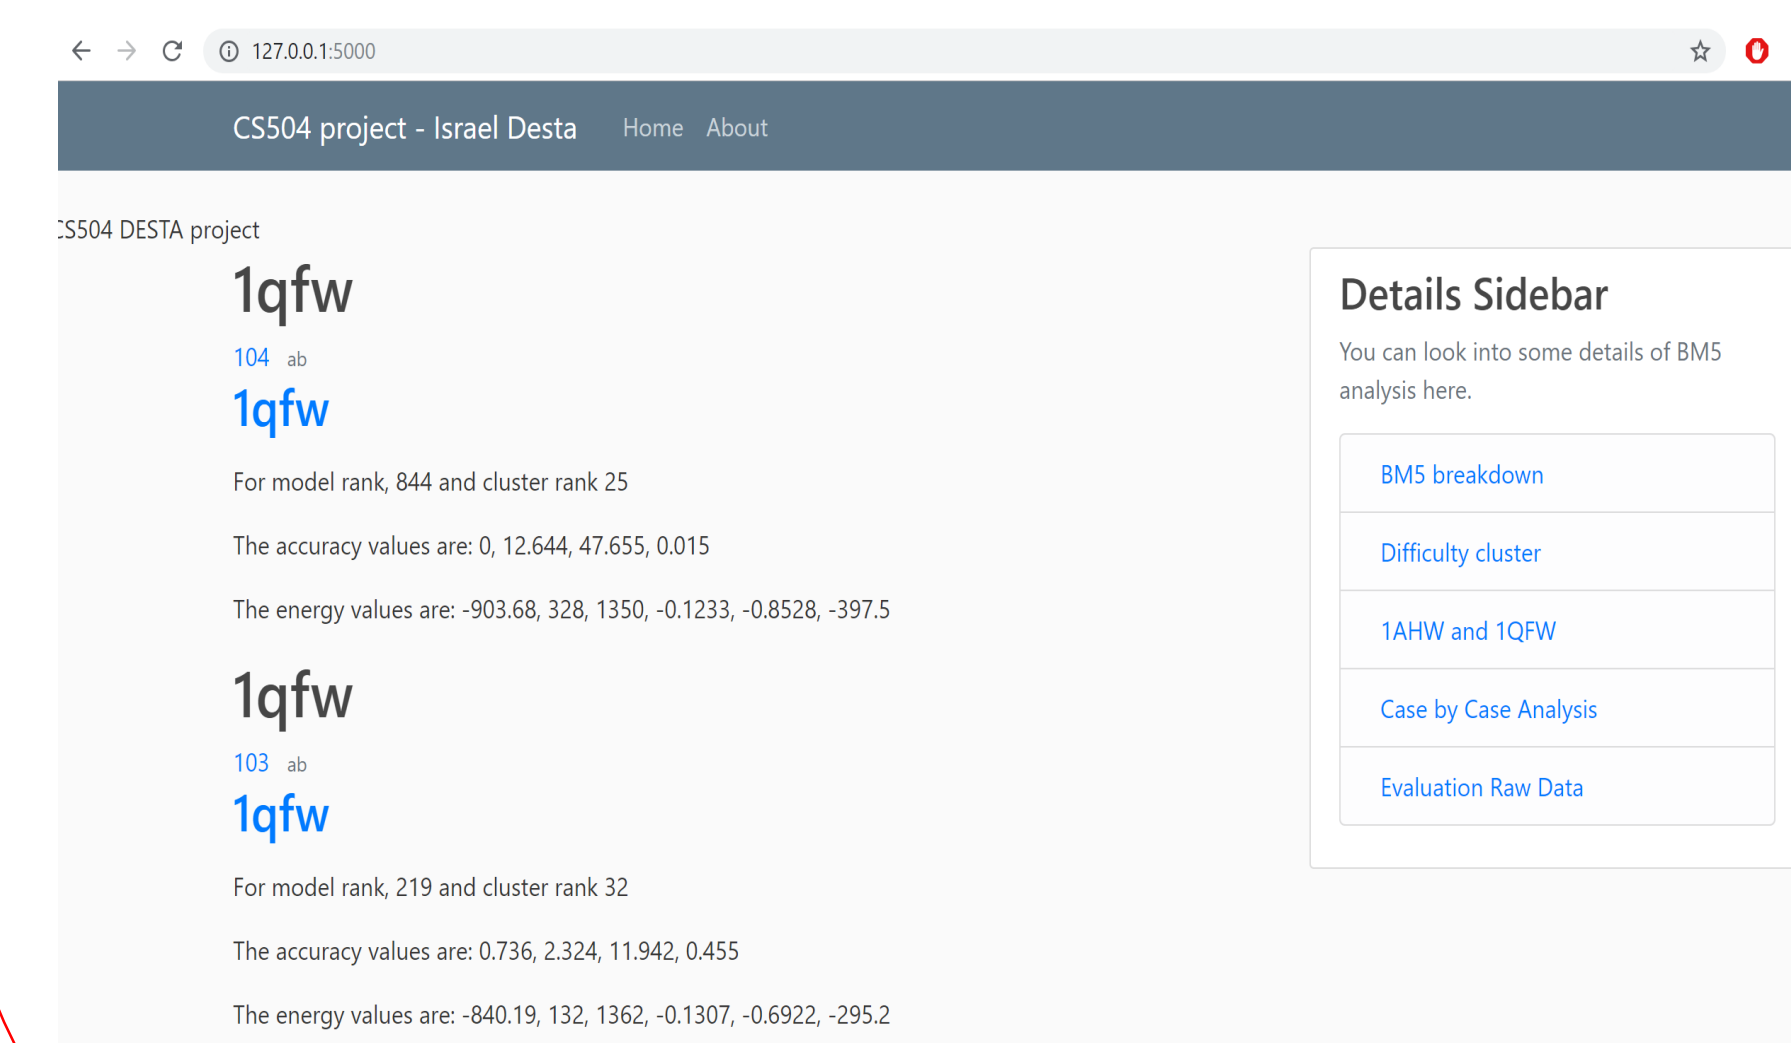 127.0.0.1:5000
CS504 project - Israel Desta Home About
CS504 DESTA project
1qfw
104 ab
1qfw
For model rank, 844 and cluster rank 25
The accuracy values are: 0, 12.644, 47.655, 0.015
The energy values are: -903.68, 328, 1350, -0.1233, -0.8528, -397.5
1qfw
103 ab
1qfw
For model rank, 219 and cluster rank 32
The accuracy values are: 0.736, 2.324, 11.942, 0.455
The energy values are: -840.19, 132, 1362, -0.1307, -0.6922, -295.2
Details Sidebar
You can look into some details of BM5
analysis here.
BM5 breakdown
Difficulty cluster
1AHW and 1QFW
Case by Case Analysis
Evaluation Raw Data